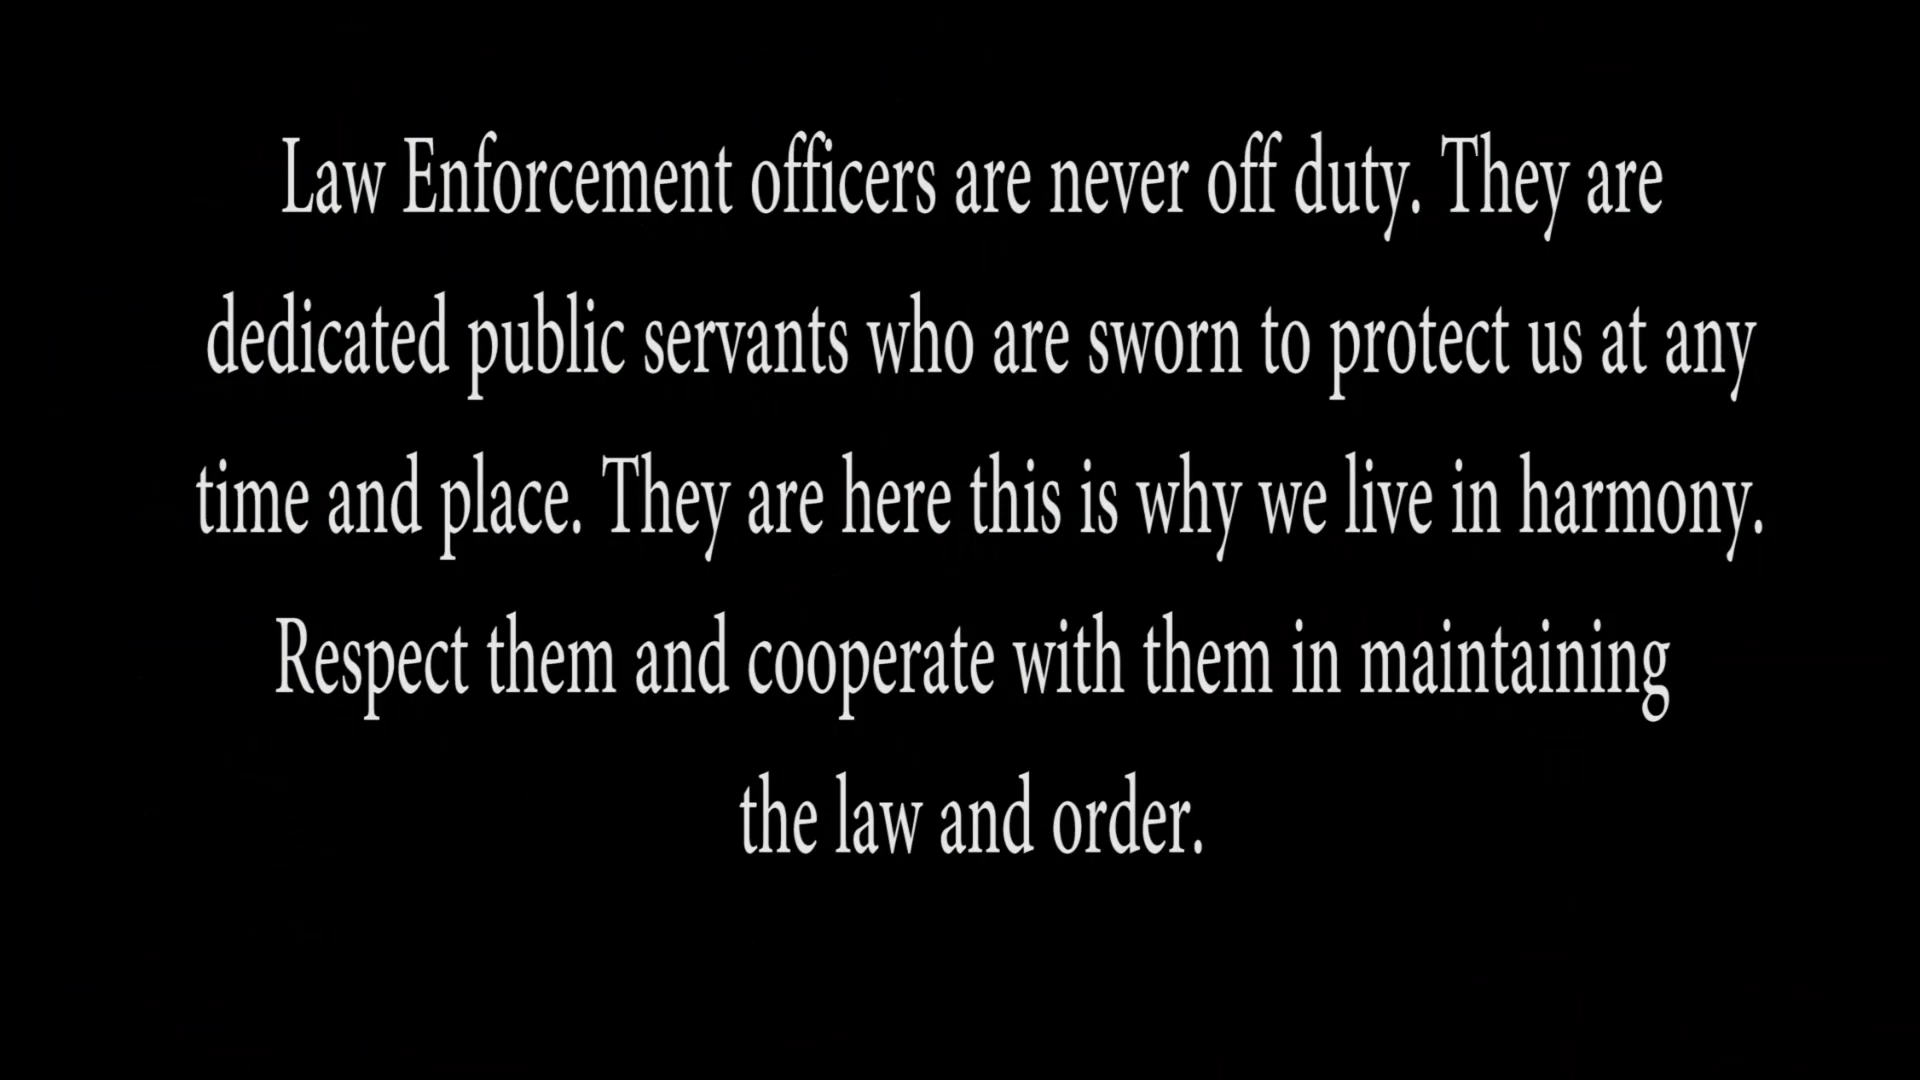 Law Enforcement officers are never off duty. They are
dedicated public servants who are sworn to protect us at any
time and place. They are here this is why we live in harmony.
Respect them and cooperate with them in maintaining
the law and order.